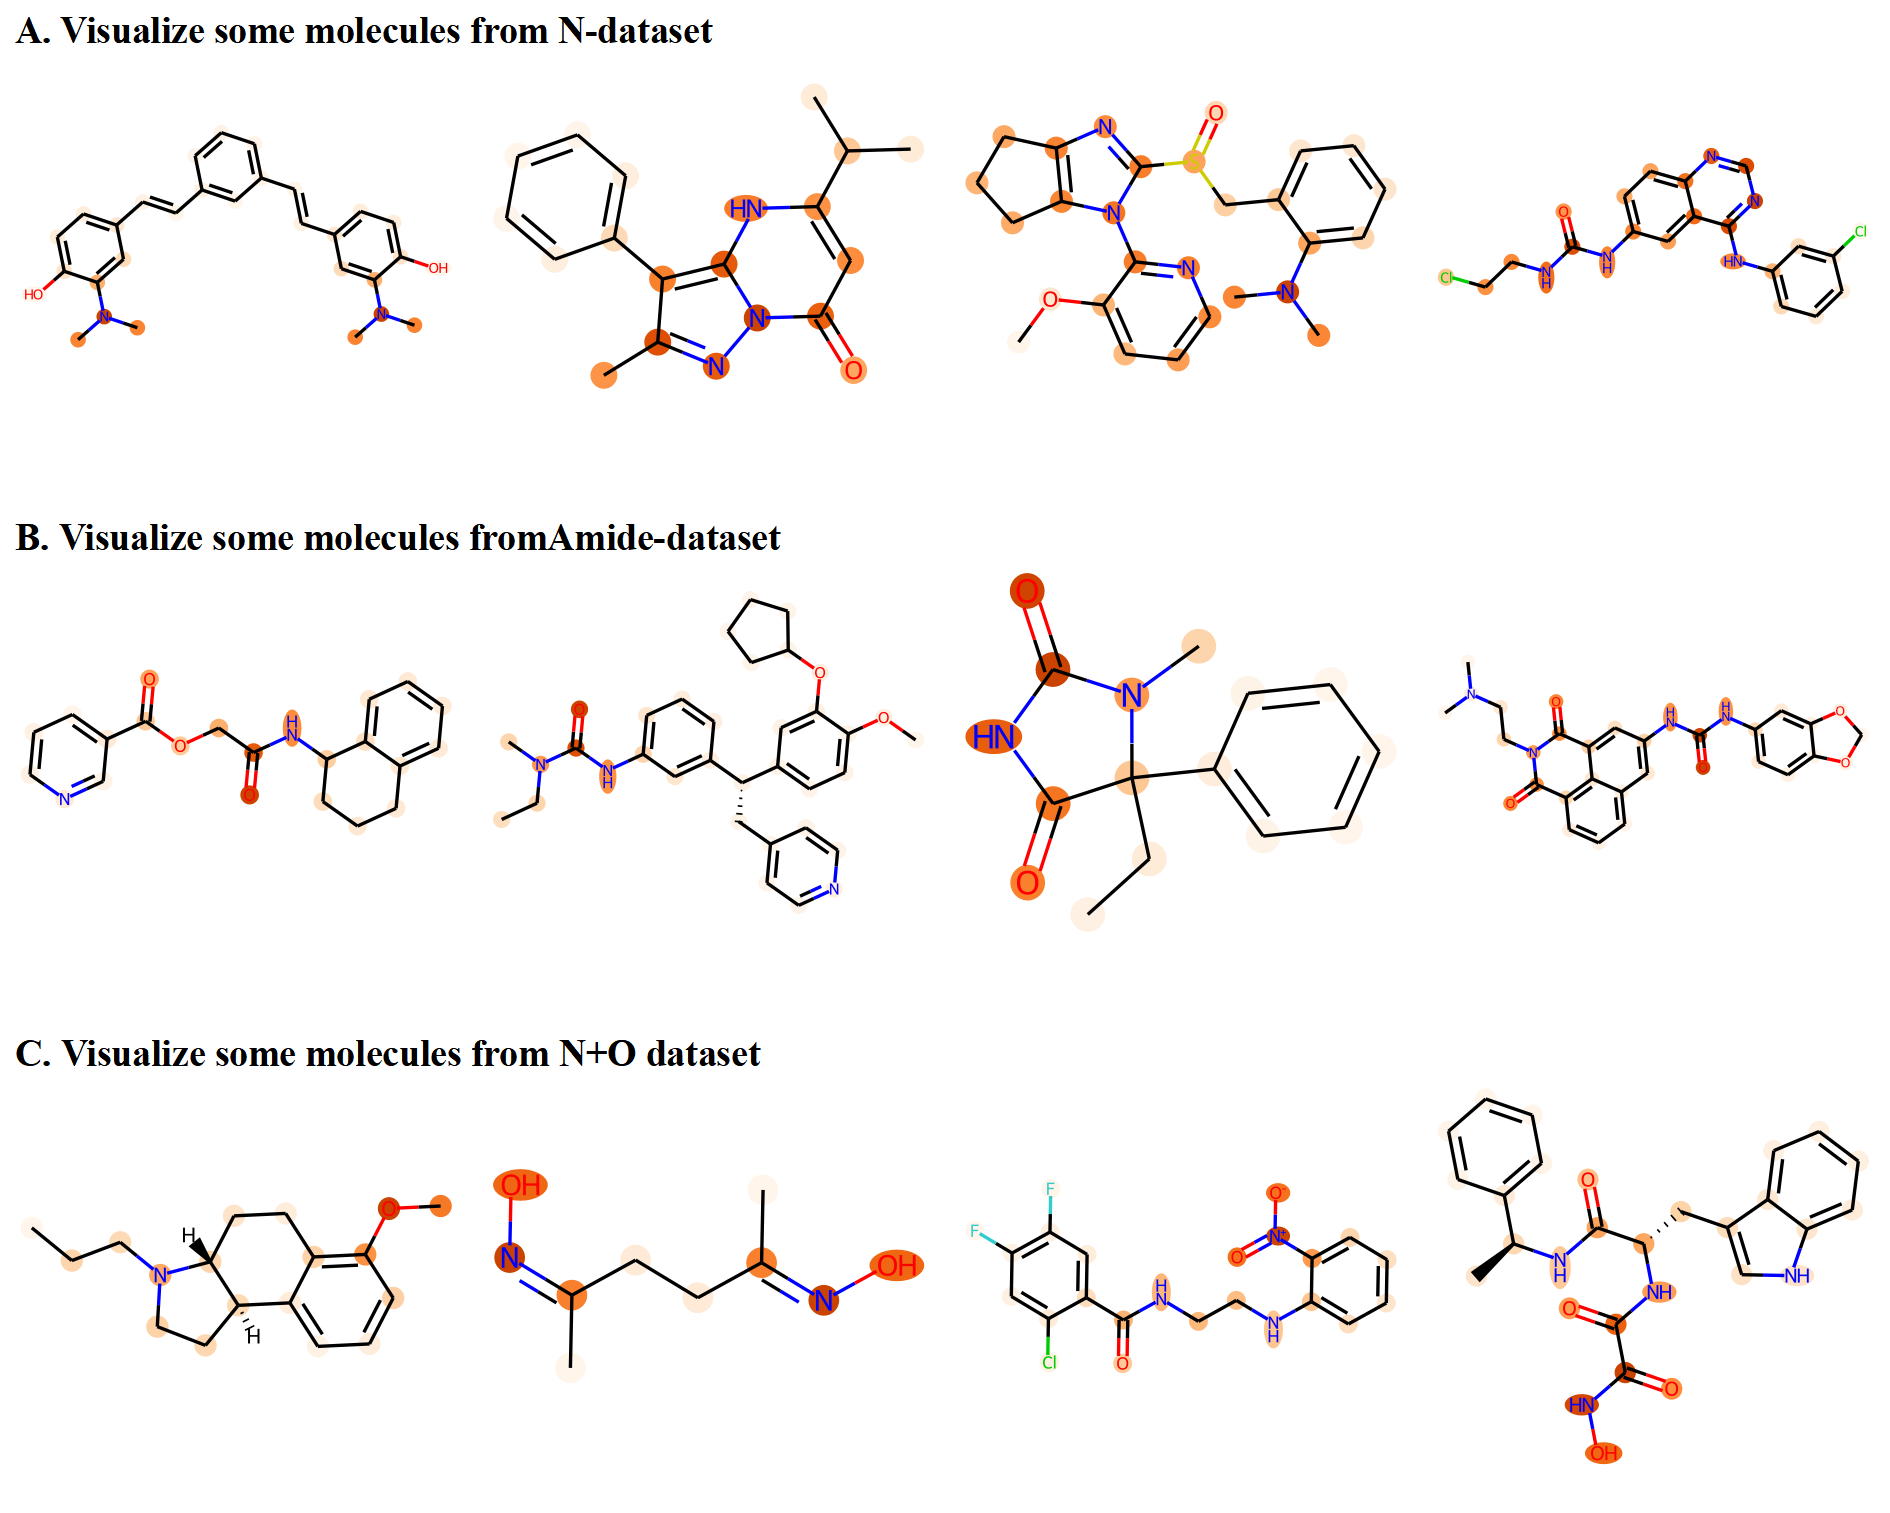 A. Visualize some molecules from N-dataset
HO
N
N
OH
HN
N
N
O
N
N
S
O
N
O
N
Cl
N
H
O
N
H
N
N
HN
Cl
B. Visualize some molecules fromAmide-dataset
N
O
O
O
H
N
N
O
N
H
O
O
N
O
HN
N
O
N
O
N
O
H
N
O
H
N
O
O
C. Visualize some molecules from N+O dataset
N
H
H
O
OH
N
N
OH
F
F
Cl
O
H
N
N
H
O⁻
N⁺
O
O
N
H
NH
NH
O
O
HN
OH